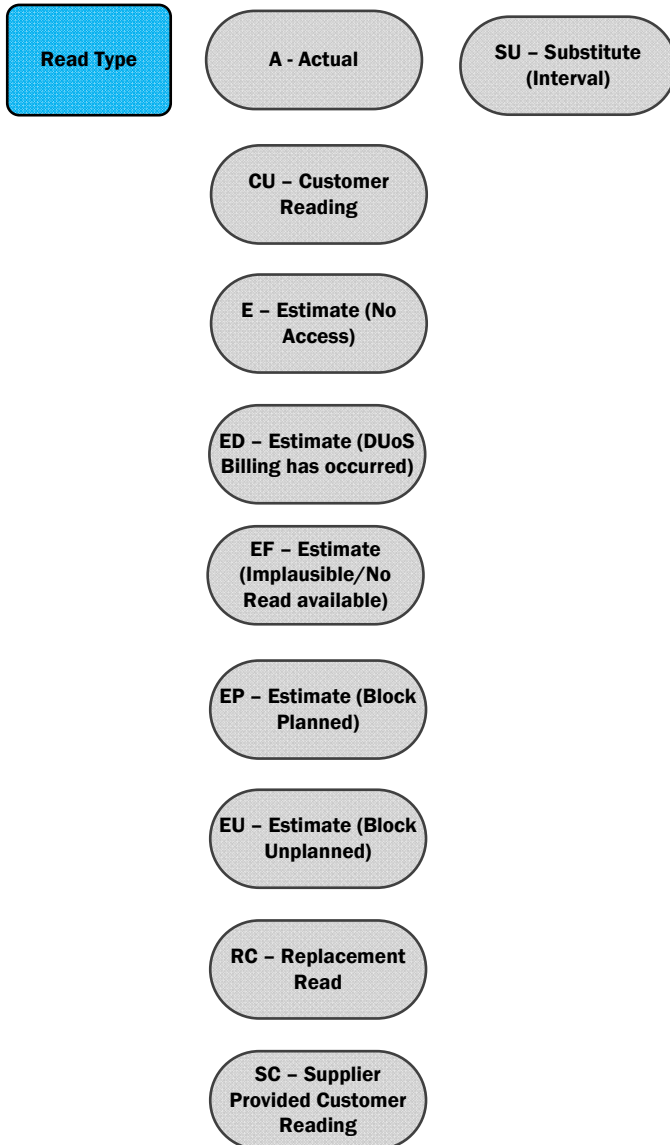 Read Type
A - Actual
SU – Substitute
(Interval)
CU – Customer
Reading
E – Estimate (No
Access)
ED – Estimate (DUoS
Billing has occurred)
EF – Estimate
(Implausible/No
Read available)
EP – Estimate (Block
Planned)
EU – Estimate (Block
Unplanned)
RC – Replacement
Read
SC – Supplier
Provided Customer
Reading